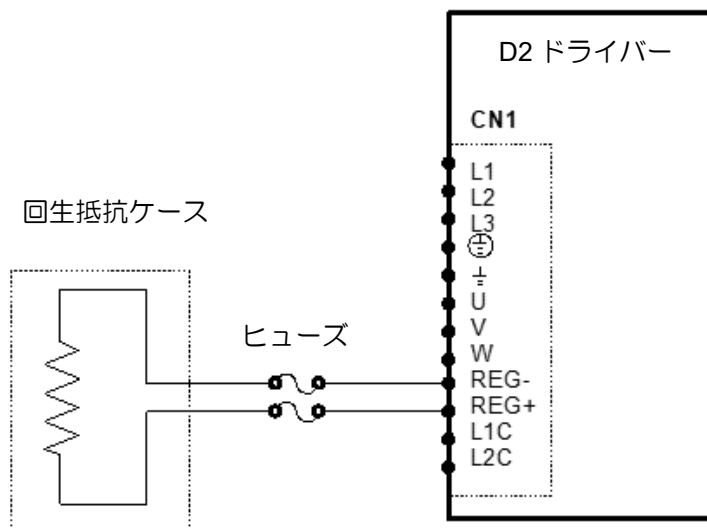 D2 ドライバー
CN1
回生抵抗ケース
ヒューズ
L1
L2
L3
U
V
W
REG-
REG+
L1C
L2C